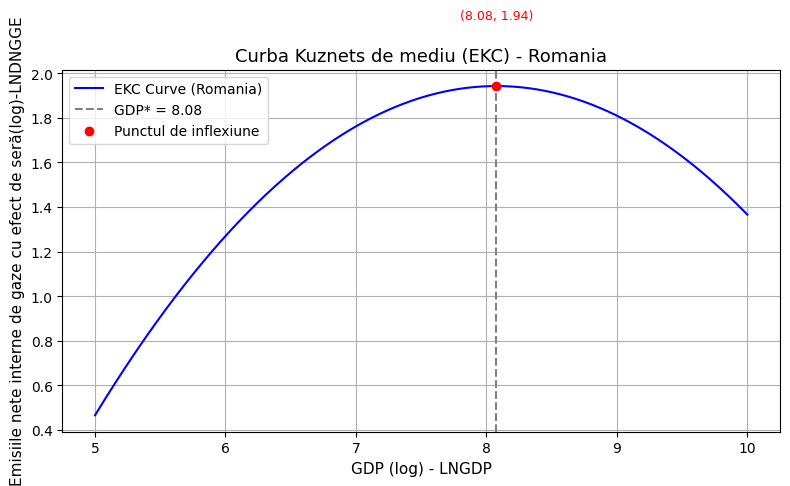 (8.08, 1.94)
Curba Kuznets de mediu (EKC) - Romania
EKC Curve (Romania)
GDP* = 8.08
Punctul de inflexiune
Emisiile nete interne de gaze cu efect de seră(log)-LNDNGGE
2.0
1.8
1.6
1.4
1.2
1.0
0.8
0.6
0.4
5 6 7 8 9 10
GDP (log) - LNGDP